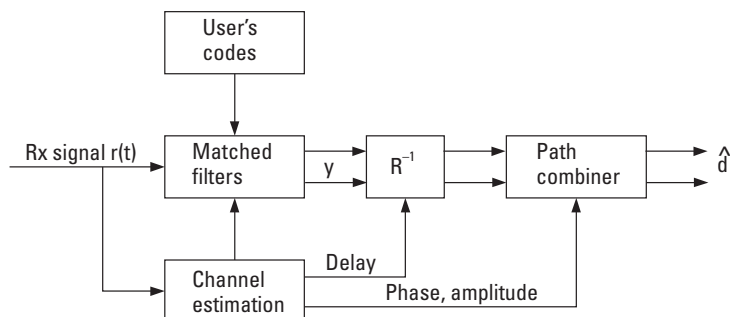 User's
codes
Rx signal r(t)
Matched
filters
y
R⁻¹
Path
combiner
d̂
Delay
Channel
estimation
Phase, amplitude